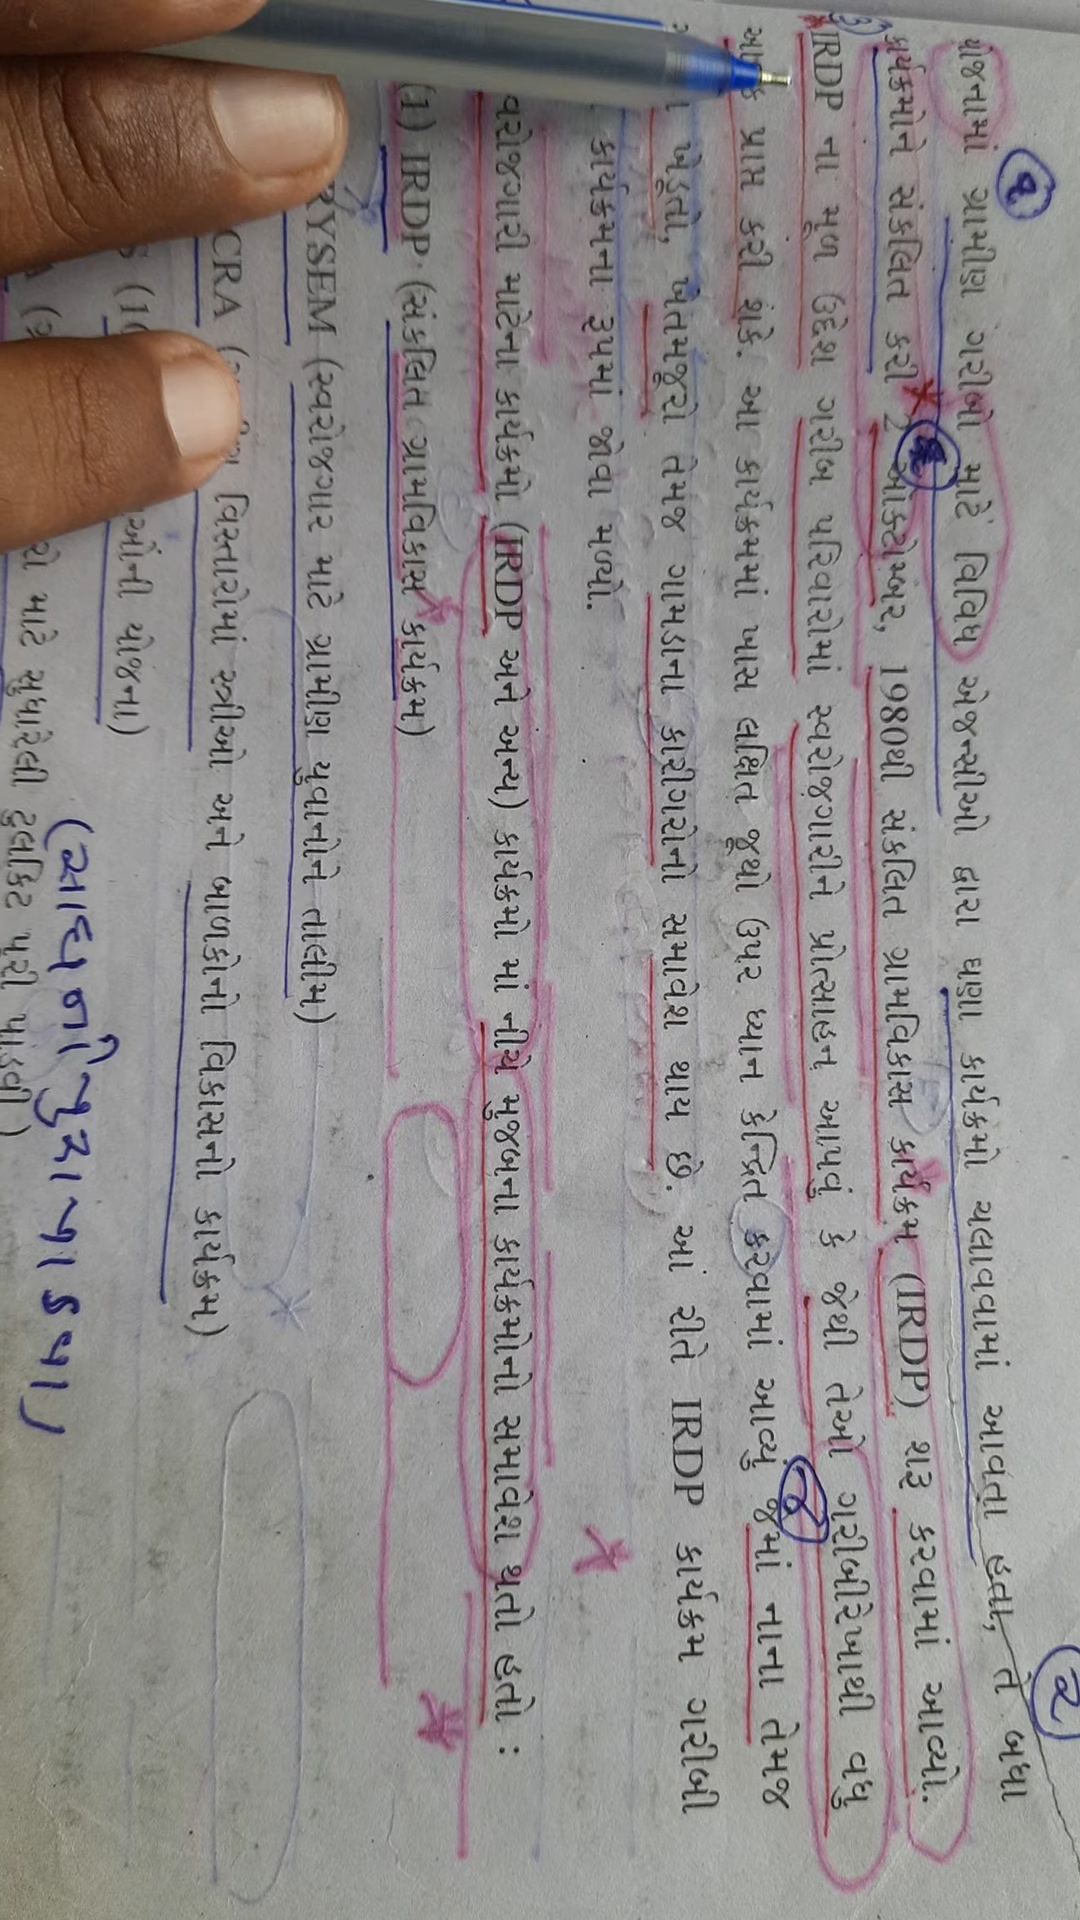 યોજનામાં ગ્રામીણ ગરીબો માટે વિવિધ એજન્સીઓ દ્વારા ઘણા કાર્યક્રમો ચલાવવામાં આવતા હતા, તે બધા
કાર્યક્રમોને સંકલિત કરી 2 ઓક્ટોમ્બર, 1980થી સંકલિત ગ્રામવિકાસ કાર્યક્રમ (IRDP) શરૂ કરવામાં આવ્યો.
IRDP ના મુળ ઉદેશ ગરીબ પરિવારોમાં સ્વરોજગારીને પ્રોત્સાહન આપવું કે જેથી તેઓ ગરીબીરેખાથી વધુ
પ્રામ કરી શકે. આ કાર્યક્રમમાં ખાસ લક્ષિત જૂથો ઉપર ધ્યાન કેન્દ્રિત કરવામાં આવ્યું જેમાં નાના તેમજ
ખેડૂતો, ખેતમજુરો તેમજ ગામડાના કારીગરોનો સમાવેશ થાય છે. આં રીતે IRDP કાર્યક્રમ ગરીબી
કાર્યક્રમના રૂપમાં જોવા મળ્યો.
વરોજગારી માટેના કાર્યક્રમો (IRDP અને અન્ય) કાર્યક્રમો માં નીચે મુજબના કાર્યક્રમોનો સમાવેશ થતો હતો :
(1) IRDP (સંકલિત ગ્રામવિકાસ કાર્યક્રમ)
RYSEM (સ્વરોજગાર માટે ગ્રામીણ યુવાનોને તાલીમ)
CRA વિસ્તારોમાં સ્ત્રીઓ અને બાળકોનો વિકાસનો કાર્યક્રમ)
ઓની યોજના)
માટે સુધારેલી ટુલકિટ પૂરી પાડવી)